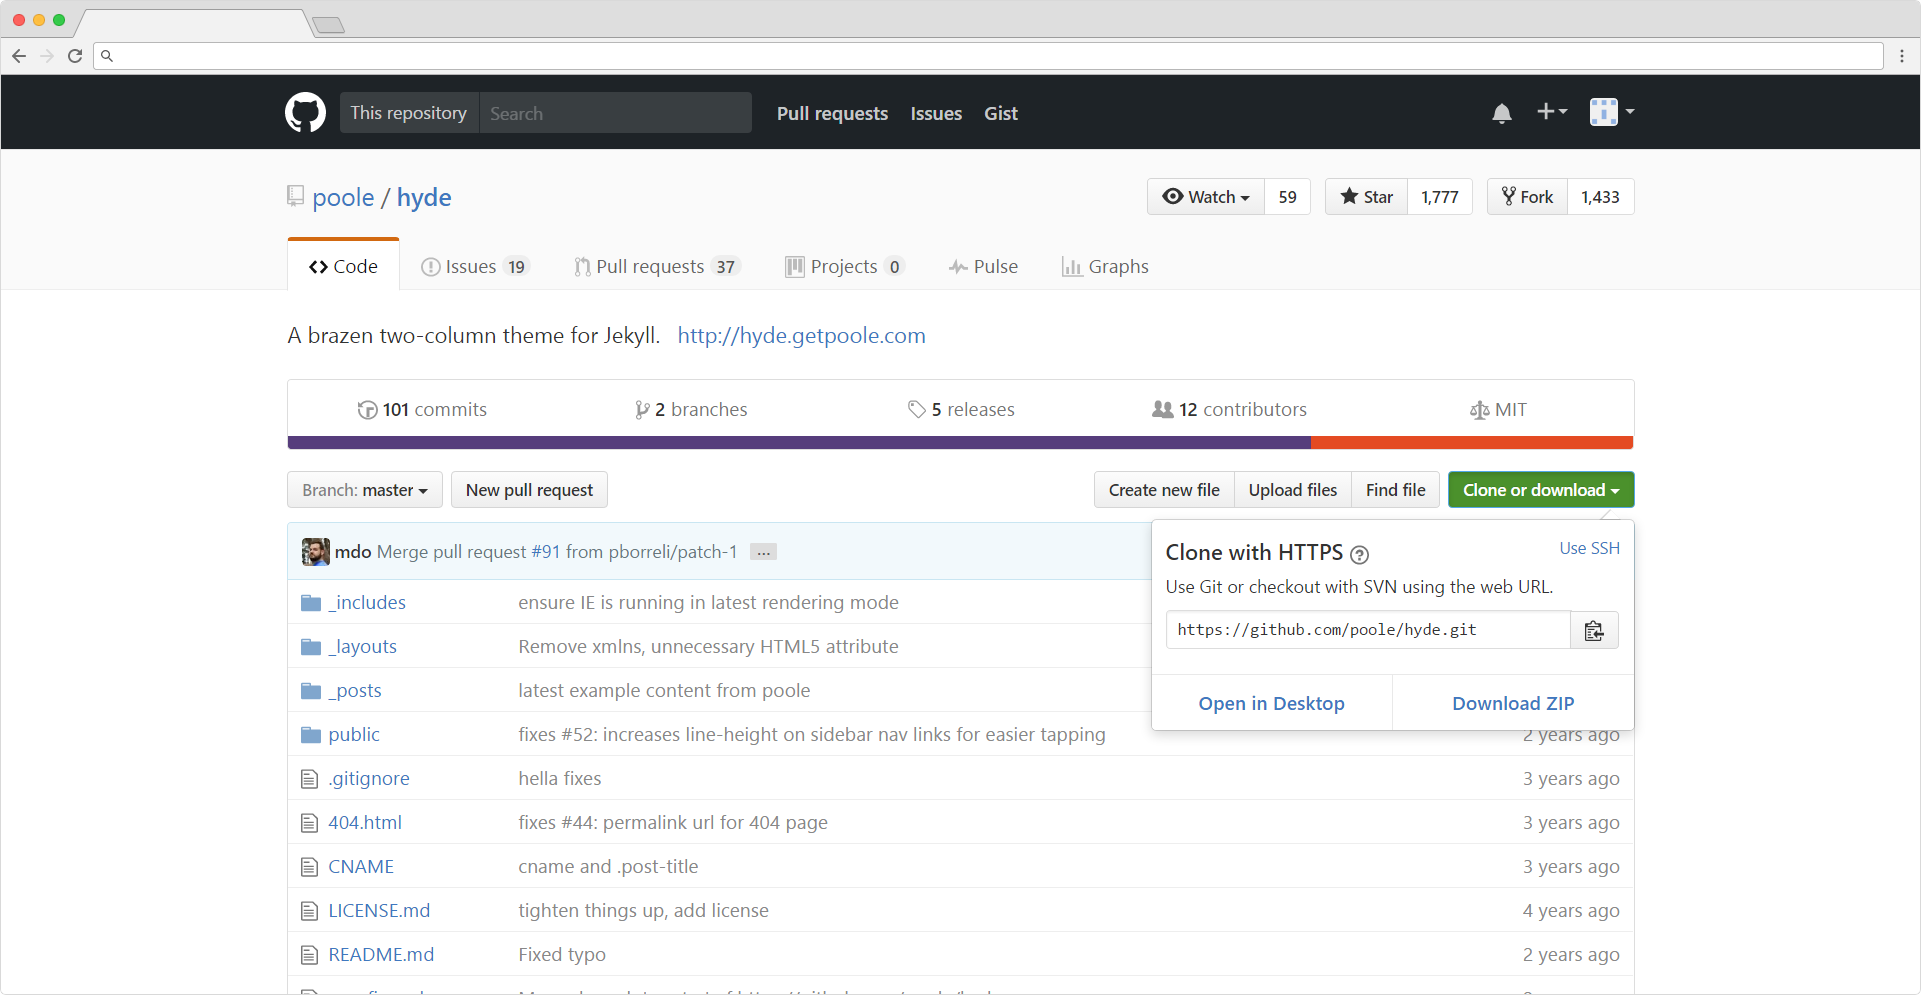 This repository Search Pull requests Issues Gist
poole / hyde
Watch 59 Star 1,777 Fork 1,433
Code Issues 19 Pull requests 37 Projects 0 Pulse Graphs
A brazen two-column theme for Jekyll. http://hyde.getpoole.com
101 commits 2 branches 5 releases 12 contributors MIT
Branch: master New pull request Create new file Upload files Find file Clone or download
mdo Merge pull request #91 from pborreli/patch-1 ...
Clone with HTTPS ? Use SSH
Use Git or checkout with SVN using the web URL.
https://github.com/poole/hyde.git
Open in Desktop Download ZIP
_includes ensure IE is running in latest rendering mode
_layouts Remove xmlns, unnecessary HTML5 attribute
_posts latest example content from poole
public fixes #52: increases line-height on sidebar nav links for easier tapping 2 years ago
.gitignore hella fixes 3 years ago
404.html fixes #44: permalink url for 404 page 3 years ago
CNAME cname and .post-title 3 years ago
LICENSE.md tighten things up, add license 4 years ago
README.md Fixed typo 2 years ago